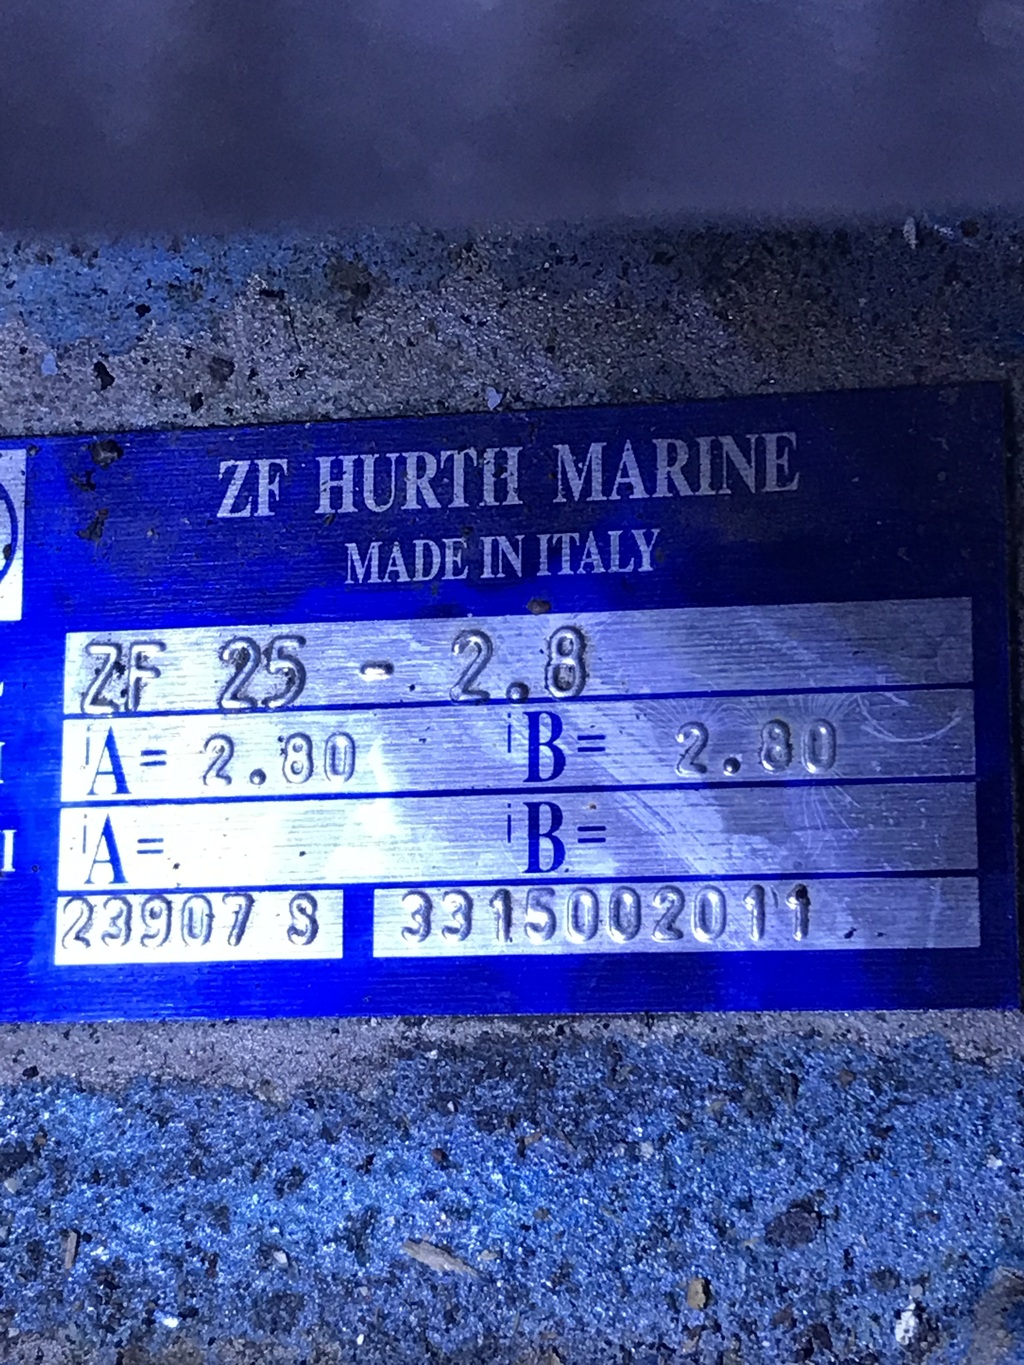 ZF HURTH MARINE
MADE IN ITALY
ZF 25 - 2.8
iA= 2.80 iB= 2.80
iA= iB=
23907 S 3315002011